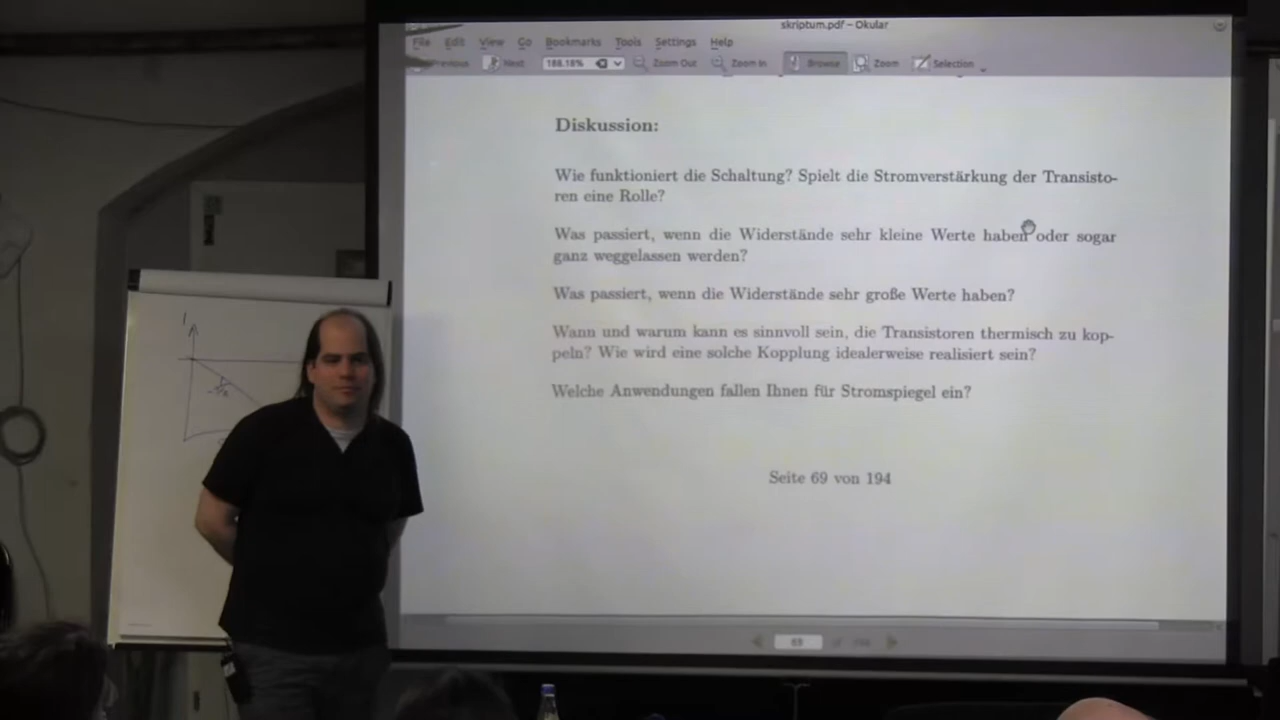 skriptum.pdf – Okular
File Edit View Go Bookmarks Tools Settings Help
Previous Next 188.18% Zoom Out Zoom In Browse Zoom Selection
Diskussion:
Wie funktioniert die Schaltung? Spielt die Stromverstärkung der Transisto-
ren eine Rolle?
Was passiert, wenn die Widerstände sehr kleine Werte haben oder sogar
ganz weggelassen werden?
Was passiert, wenn die Widerstände sehr große Werte haben?
Wann und warum kann es sinnvoll sein, die Transistoren thermisch zu kop-
peln? Wie wird eine solche Kopplung idealerweise realisiert sein?
Welche Anwendungen fallen Ihnen für Stromspiegel ein?
Seite 69 von 194
69